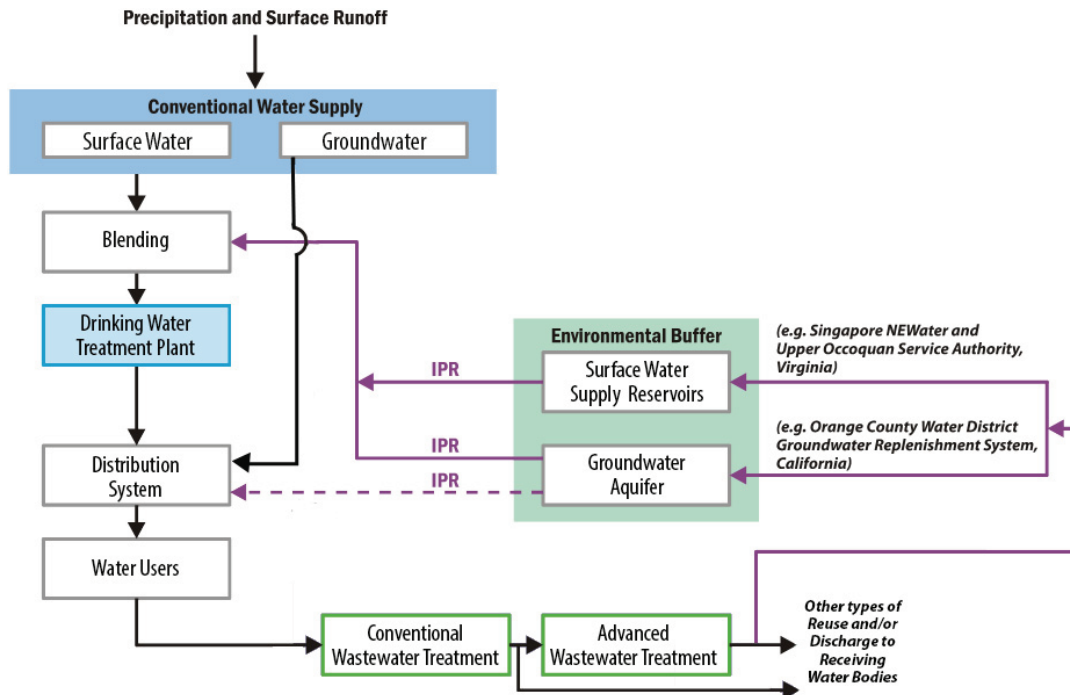 Precipitation and Surface Runoff
Conventional Water Supply
Surface Water
Groundwater
Blending
Drinking Water
Treatment Plant
Environmental Buffer
(e.g. Singapore NEWater and
Upper Occoquan Service Authority,
Virginia)
IPR
Surface Water
Supply Reservoirs
(e.g. Orange County Water District
Groundwater Replenishment System,
California)
IPR
Distribution
System
IPR
Groundwater
Aquifer
Water Users
Conventional
Wastewater Treatment
Advanced
Wastewater Treatment
Other types of
Reuse and/or
Discharge to
Receiving
Water Bodies